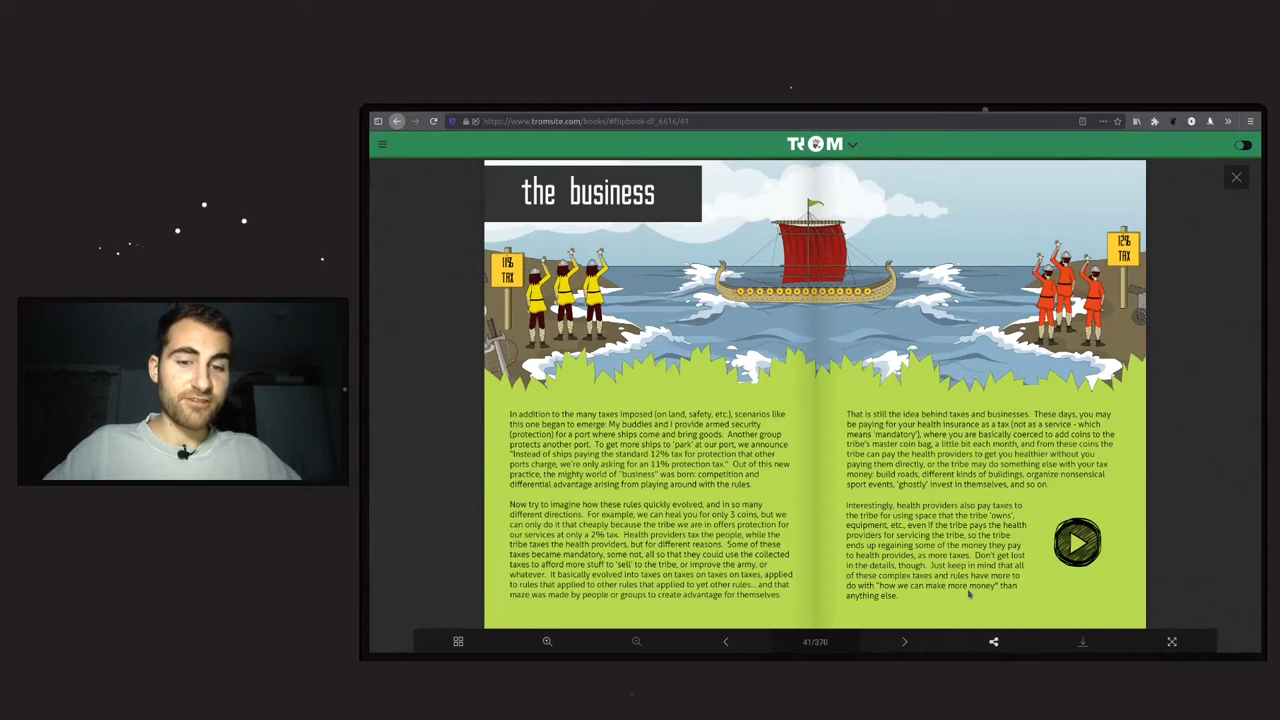 https://www.tromsite.com/books/#flipbook-df_6616/41
TROM
the business
11%
TAX
12%
TAX
In addition to the many taxes imposed (on land, safety, etc.), scenarios like
this one began to emerge: My buddies and I provide armed security
(protection) for a port where ships come and bring goods. Another group
protects another port. To get more ships to 'park' at our port, we announce
"Instead of ships paying the standard 12% tax for protection that other
ports charge, we're only asking for an 11% protection tax." Out of this new
practice, the mighty world of "business" was born: competition and
differential advantage arising from playing around with the rules.
Now try to imagine how these rules quickly evolved, and in so many
different directions. For example, we can heal you for only 3 coins, but we
can only do it that cheaply because the tribe we are in offers protection for
our services at only a 2% tax. Health providers tax the people, while the
tribe taxes the health providers, but for different reasons. Some of these
taxes became mandatory, some not, all so that they could use the collected
taxes to afford more stuff to 'sell' to the tribe, or improve the army, or
whatever. It basically evolved into taxes on taxes on taxes on taxes, applied
to rules that applied to other rules that applied to yet other rules... and that
maze was made by people or groups to create advantage for themselves.
That is still the idea behind taxes and businesses. These days, you may
be paying for your health insurance as a tax (not as a service - which
means 'mandatory'), where you are basically coerced to add coins to the
tribe's master coin bag, a little bit each month, and from these coins the
tribe can pay the health providers to get you healthier without you
paying them directly, or the tribe may do something else with your tax
money: build roads, different kinds of buildings, organize nonsensical
sport events, 'ghostly' invest in themselves, and so on.
Interestingly, health providers also pay taxes to
the tribe for using space that the tribe 'owns',
equipment, etc., even if the tribe pays the health
providers for servicing the tribe, so the tribe
ends up regaining some of the money they pay
to health provides, as more taxes. Don't get lost
in the details, though. Just keep in mind that all
of these complex taxes and rules have more to
do with "how we can make more money" than
anything else.
41/370